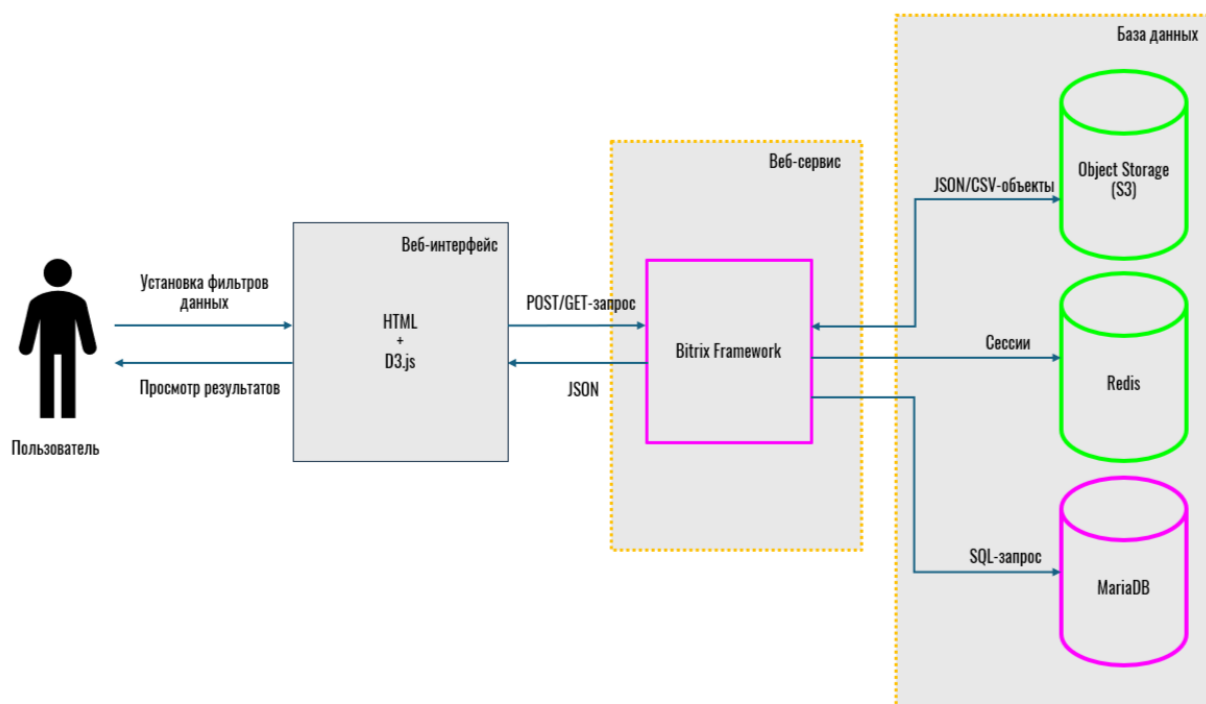 База данных
Object Storage
(S3)
JSON/CSV-объекты
Веб-сервис
Веб-интерфейс
Установка фильтров
данных
POST/GET-запрос
HTML
+
D3.js
Bitrix Framework
Сессии
Redis
Просмотр результатов
JSON
Пользователь
SQL-запрос
MariaDB